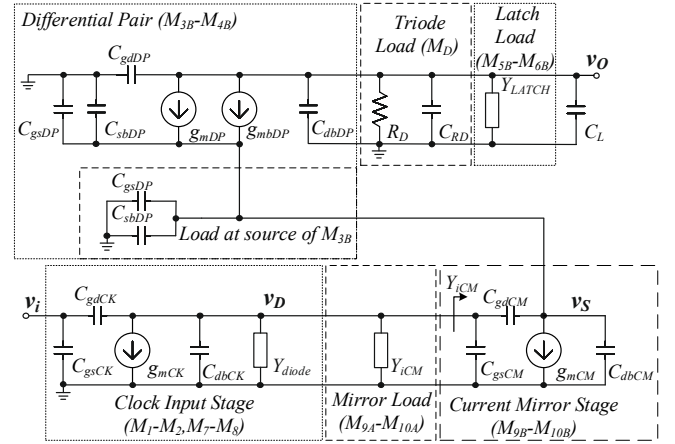 Differential Pair (M3B-M4B)
CgdDP
CgsDP
CsbDP
gmDP
gmbDP
CdbDP
Triode
Load (MD)
RD
CRD
Latch
Load
(M5B-M6B)
YLATCH
vO
CL
CgsDP
CsbDP
Load at source of M3B
vi
CgdCK
CgsCK
gmCK
CdbCK
vD
Ydiode
YiCM
YiCM
CgdCM
CgsCM
vS
gmCM
CdbCM
Clock Input Stage
(M1-M2,M7-M8)
Mirror Load
(M9A-M10A)
Current Mirror Stage
(M9B-M10B)